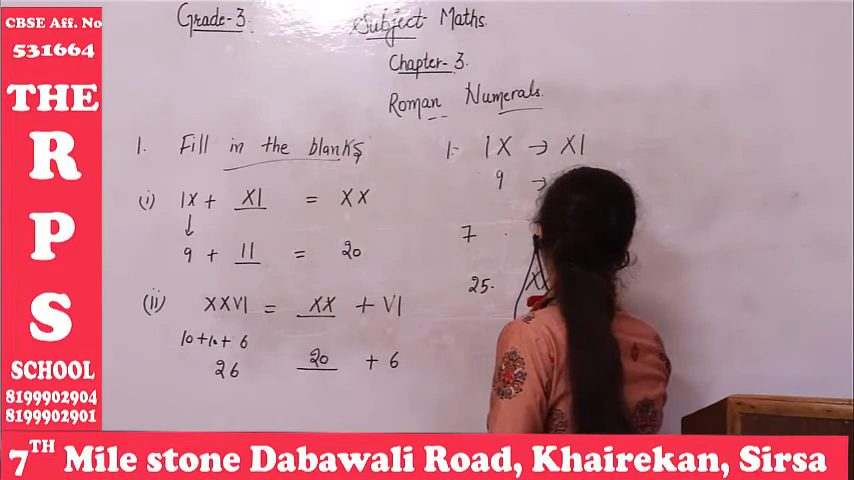 CBSE Aff. No
531664
THE
R
P
S
SCHOOL
8199902904
8199902901
Grade-3
Subject- Maths.
Chapter-3.
Roman Numerals.
1. Fill in the blanks
(i) IX + XI = XX
9 + 11 = 20
(ii) XXVI = XX + VI
10+10+ 6
26 20 + 6
1- IX → XI
9 →
7 .
25.
7TH Mile stone Dabawali Road, Khairekan, Sirsa